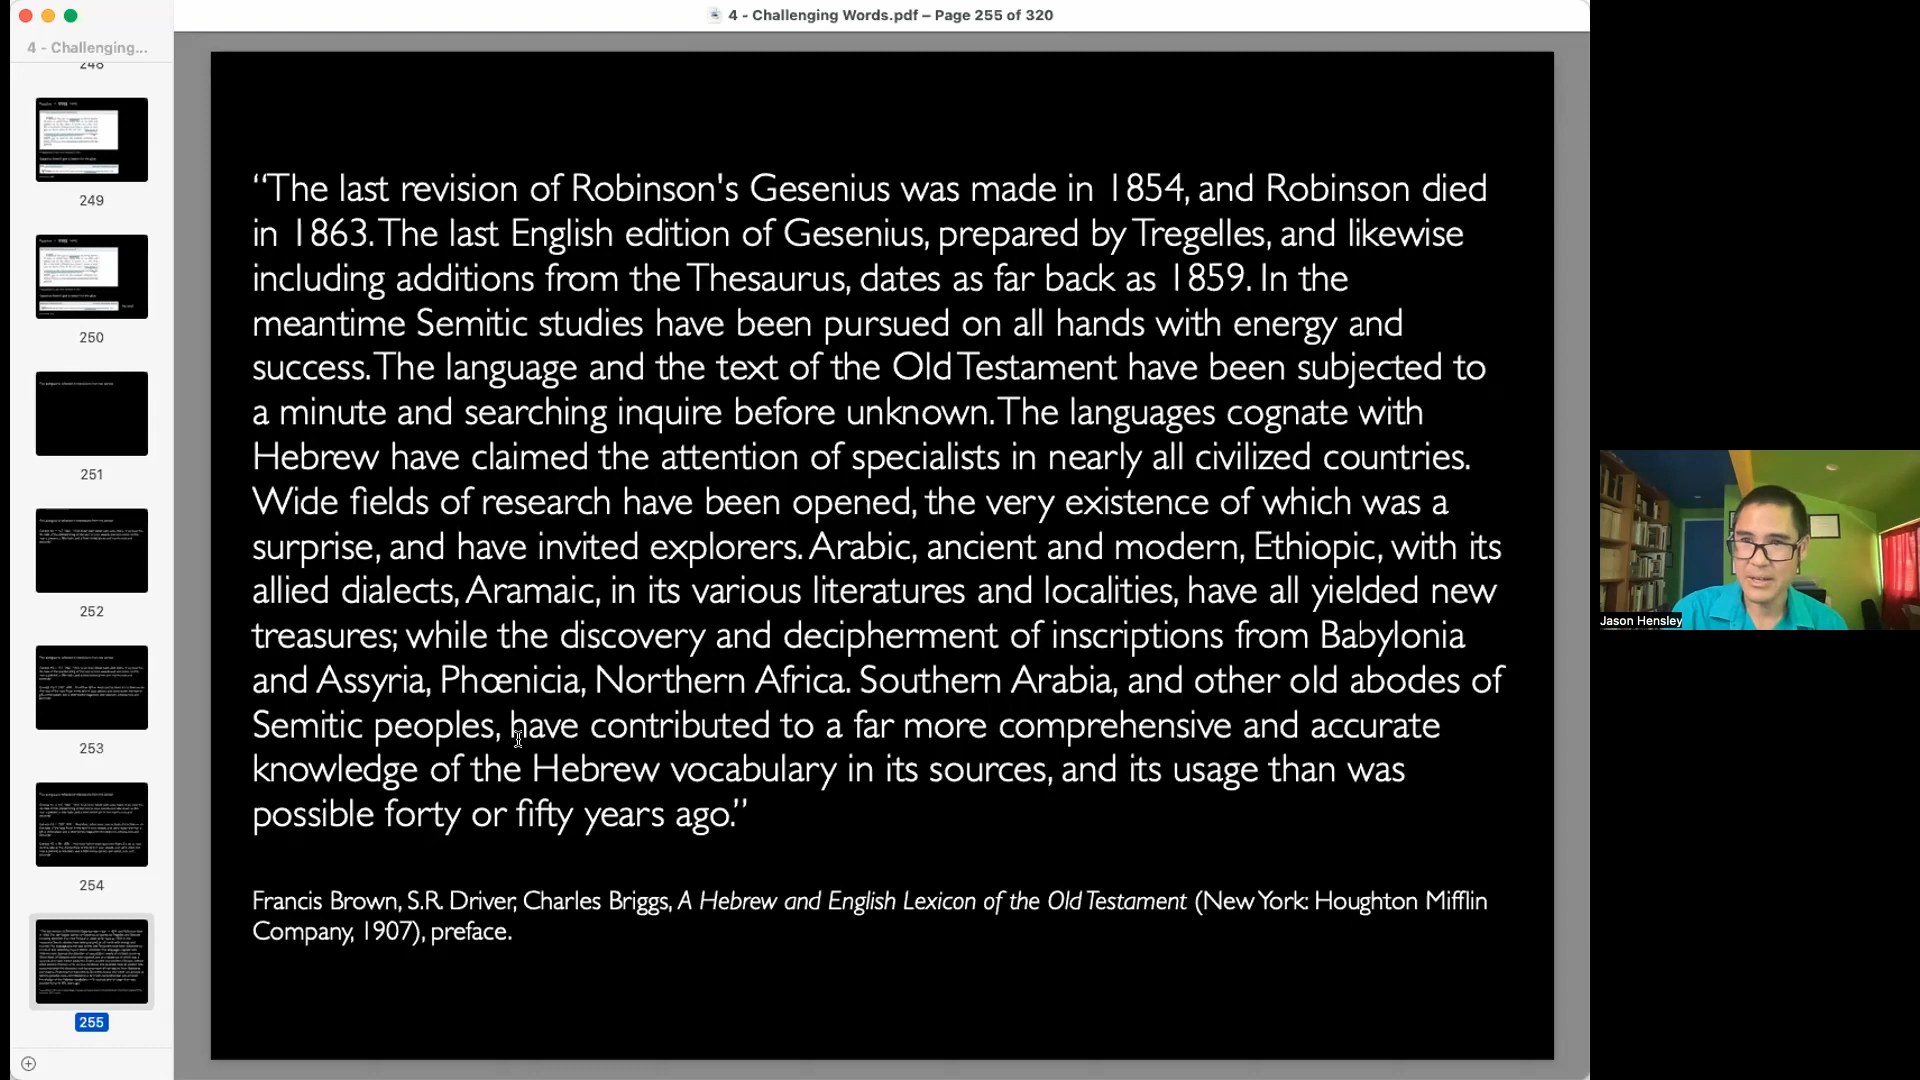 4 - Challenging Words.pdf – Page 255 of 320
4 - Challenging...
248
249
250
251
252
253
254
255
“The last revision of Robinson's Gesenius was made in 1854, and Robinson died
in 1863. The last English edition of Gesenius, prepared by Tregelles, and likewise
including additions from the Thesaurus, dates as far back as 1859. In the
meantime Semitic studies have been pursued on all hands with energy and
success. The language and the text of the Old Testament have been subjected to
a minute and searching inquire before unknown. The languages cognate with
Hebrew have claimed the attention of specialists in nearly all civilized countries.
Wide fields of research have been opened, the very existence of which was a
surprise, and have invited explorers. Arabic, ancient and modern, Ethiopic, with its
allied dialects, Aramaic, in its various literatures and localities, have all yielded new
treasures; while the discovery and decipherment of inscriptions from Babylonia
and Assyria, Phœnicia, Northern Africa. Southern Arabia, and other old abodes of
Semitic peoples, have contributed to a far more comprehensive and accurate
knowledge of the Hebrew vocabulary in its sources, and its usage than was
possible forty or fifty years ago.”
Francis Brown, S.R. Driver, Charles Briggs, A Hebrew and English Lexicon of the Old Testament (New York: Houghton Mifflin
Company, 1907), preface.
Jason Hensley